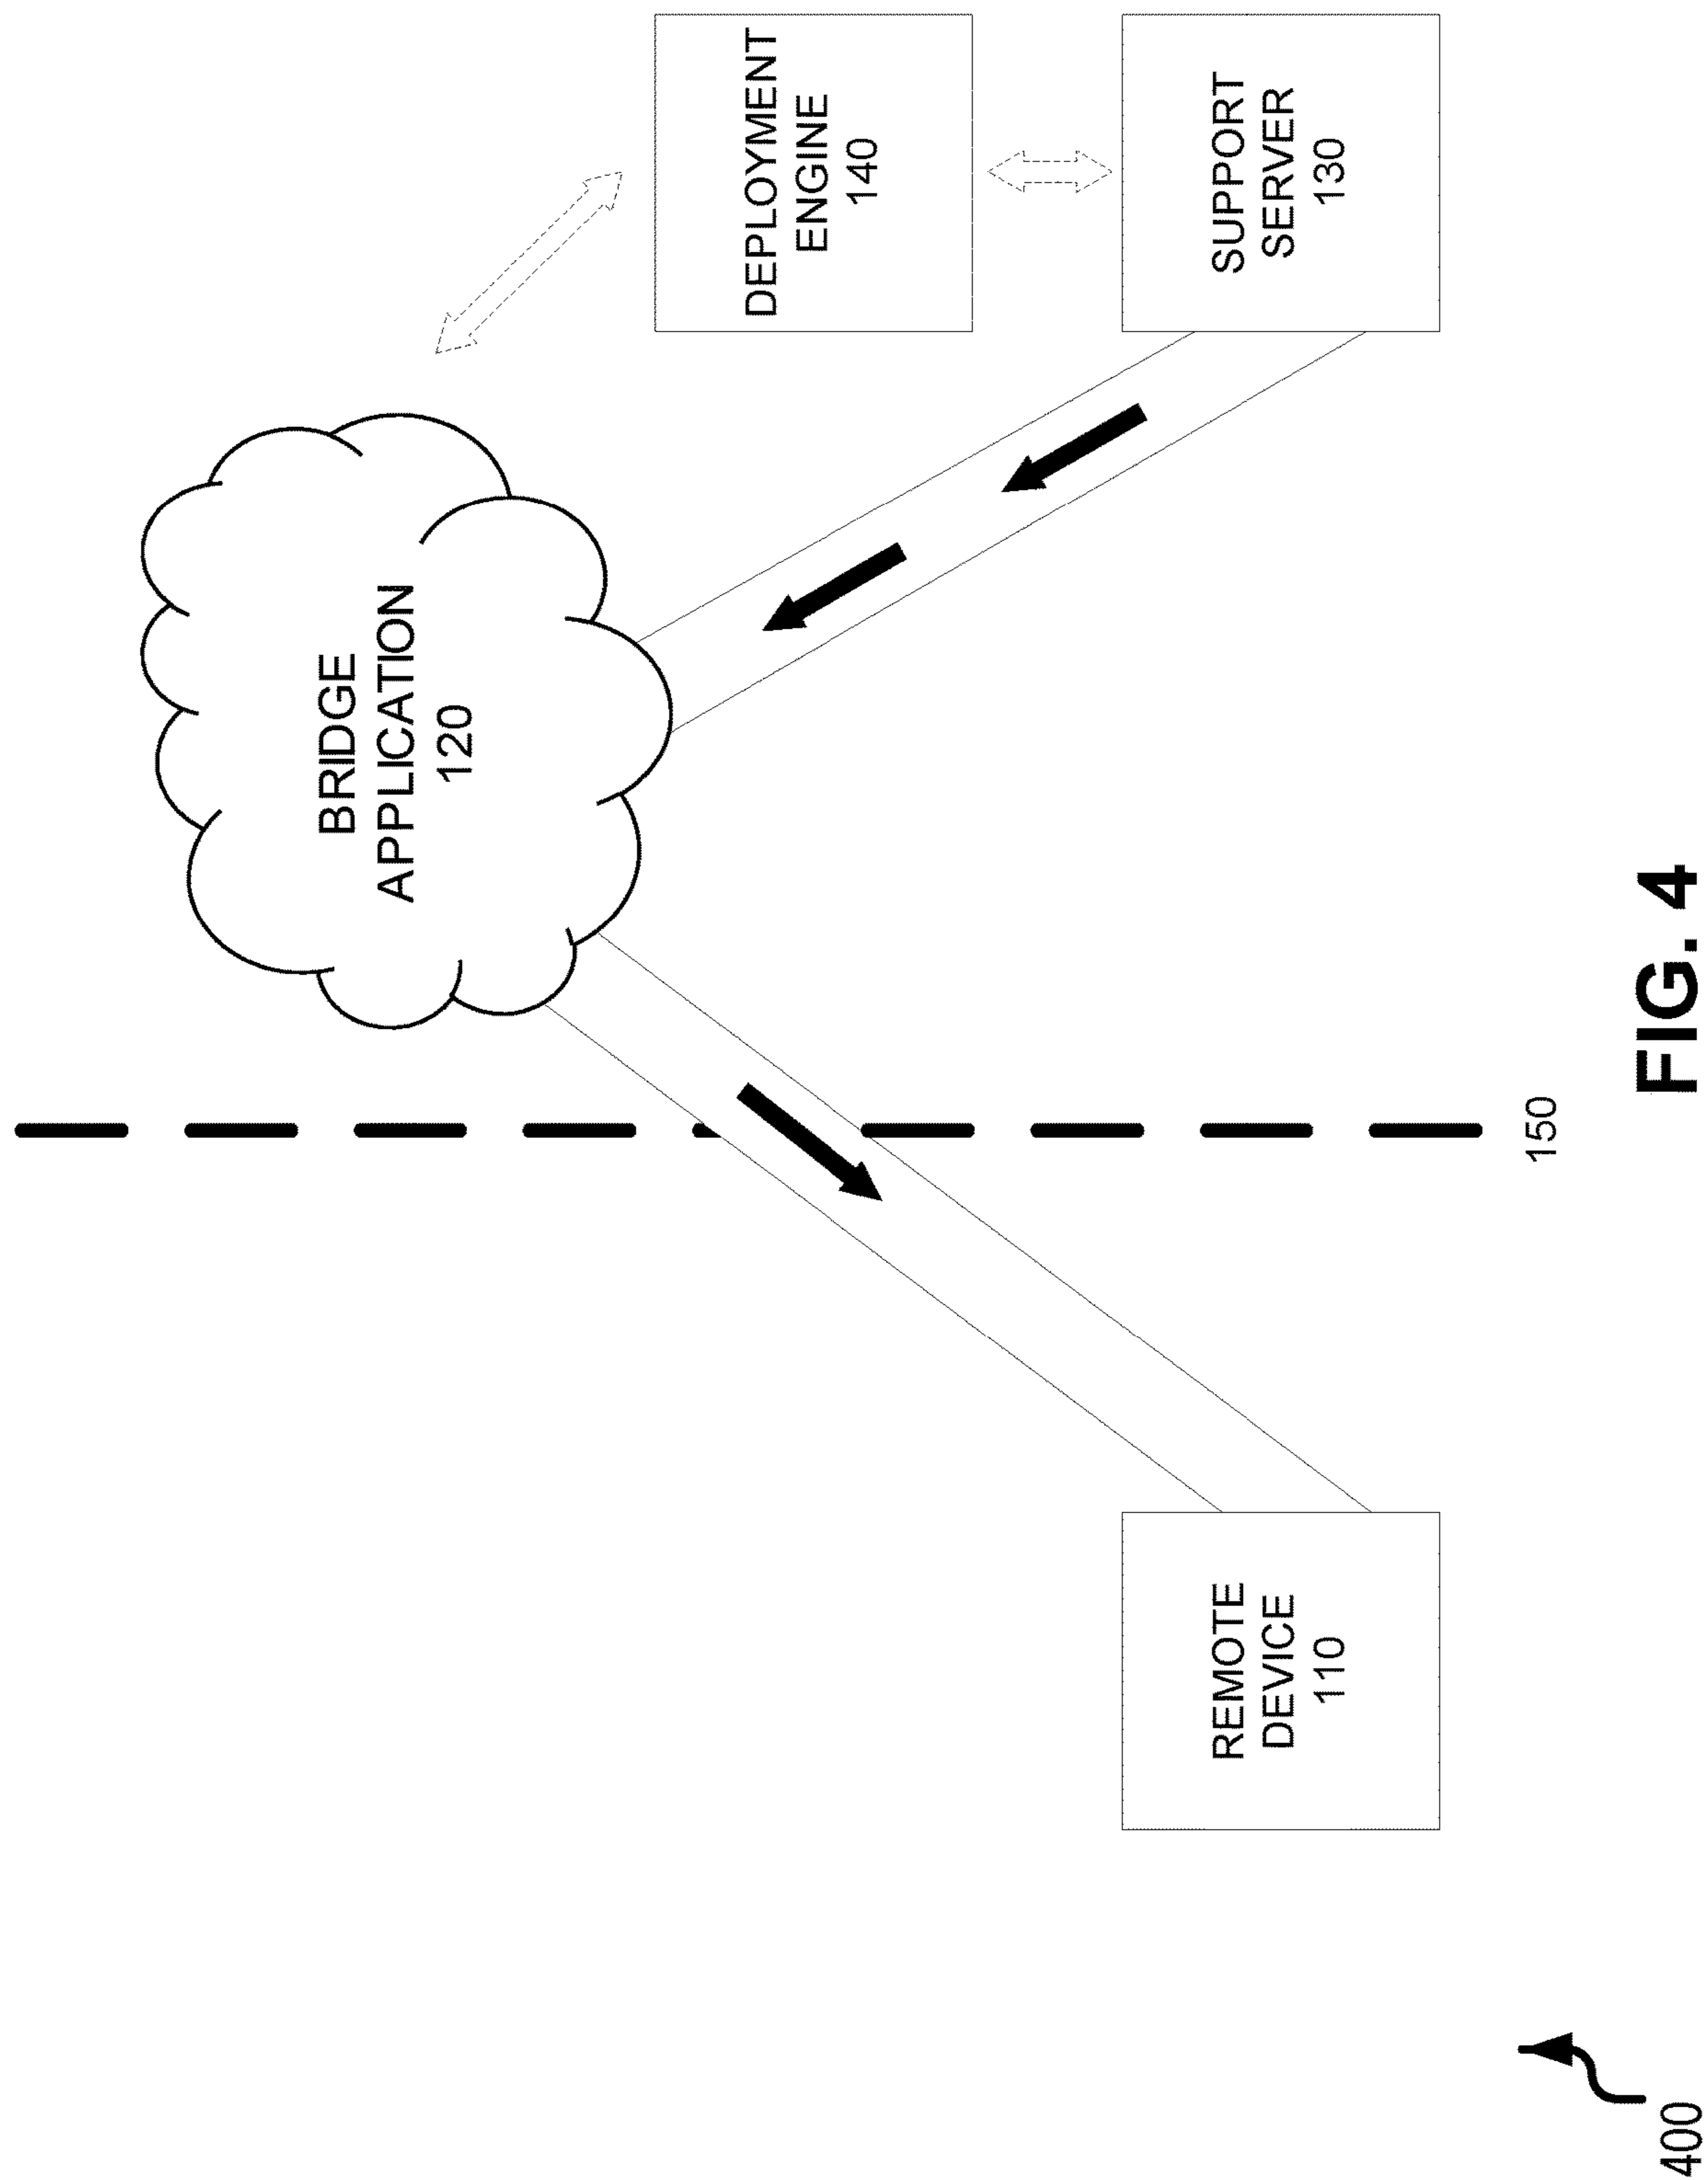 BRIDGE
APPLICATION
120
DEPLOYMENT
ENGINE
140
REMOTE
DEVICE
110
SUPPORT
SERVER
130
150
400
FIG. 4